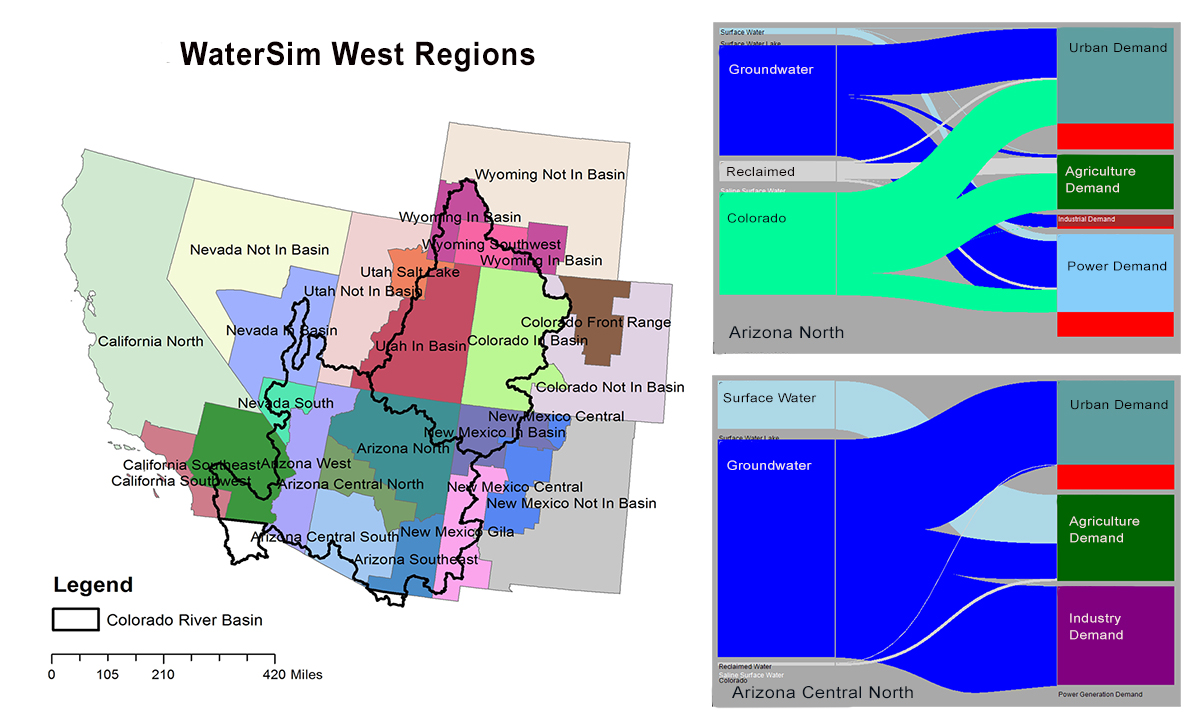 WaterSim West Regions
Wyoming Not In Basin
Wyoming In Basin
Wyoming Southwest
Wyoming In Basin
Nevada Not In Basin
Utah Salt Lake
Utah Not In Basin
Colorado Front Range
Nevada In Basin
California North
Utah In Basin
Colorado In Basin
Colorado Not In Basin
Nevada South
New Mexico Central
New Mexico In Basin
Arizona North
California Southeast
Arizona West
California Southwest
Arizona Central North
New Mexico Central
New Mexico Not In Basin
Arizona Central South
New Mexico Gila
Arizona Southeast
Legend
Colorado River Basin
0 105 210 420 Miles
Surface Water
Surface Water Lake
Groundwater
Reclaimed
Saline Surface Water
Colorado
Urban Demand
Agriculture
Demand
Industrial Demand
Power Demand
Arizona North
Surface Water
Surface Water Lake
Groundwater
Reclaimed Water
Saline Surface Water
Colorado
Urban Demand
Agriculture
Demand
Industry
Demand
Power Generation Demand
Arizona Central North